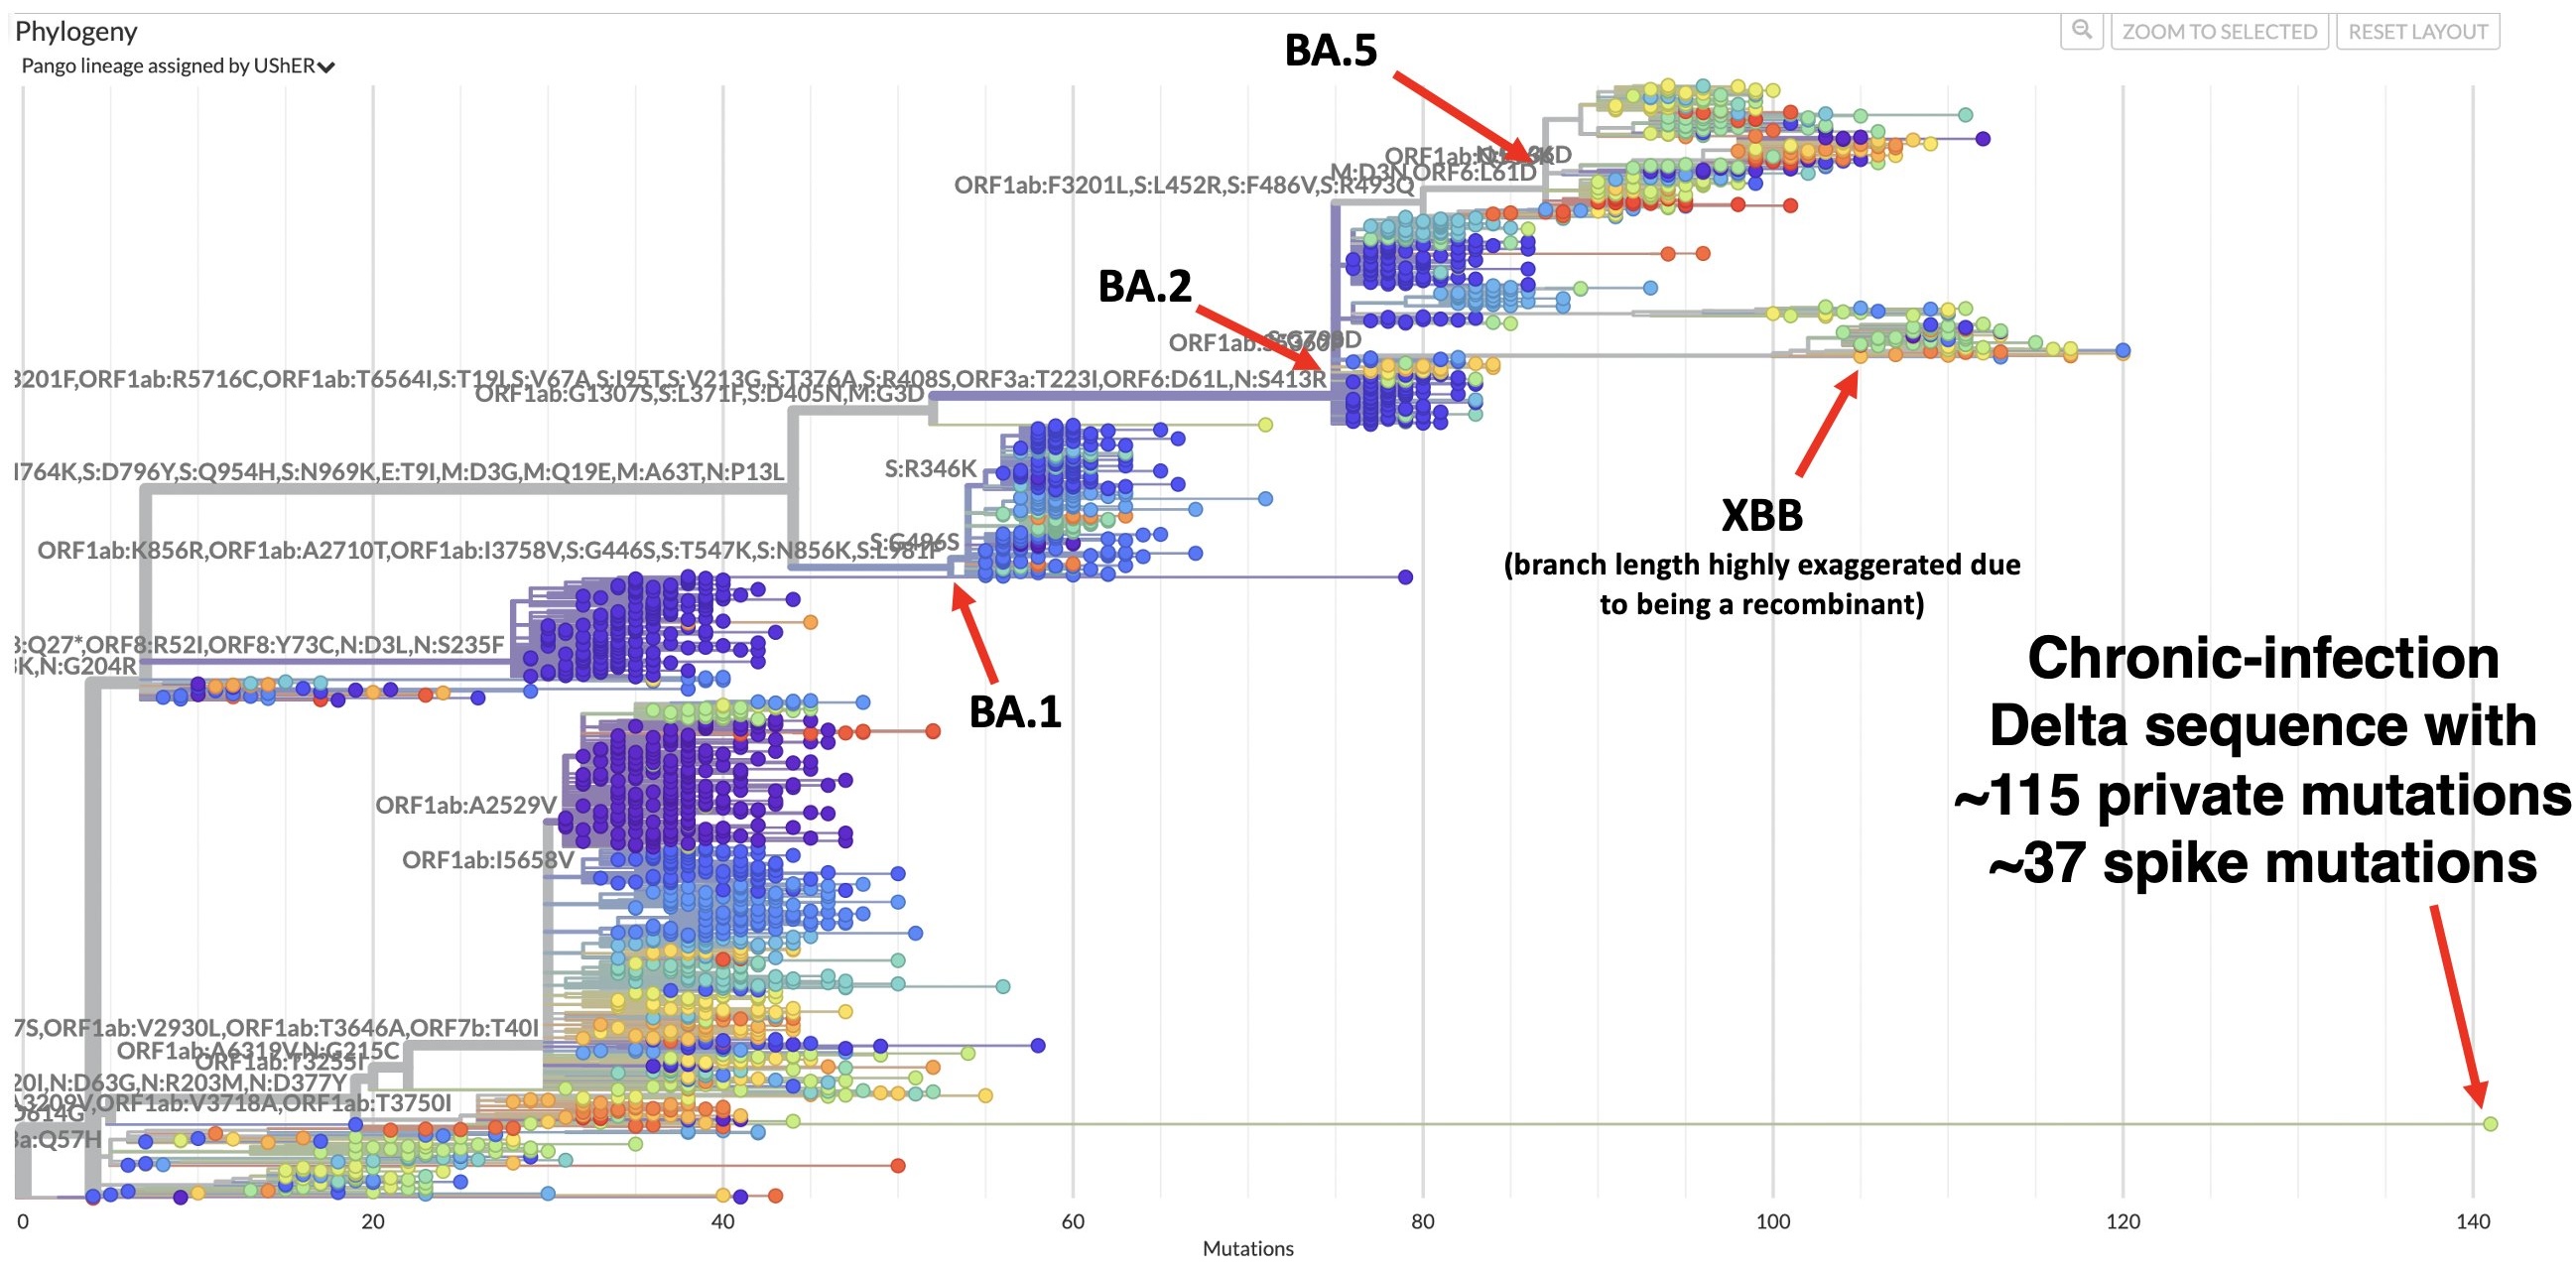 Phylogeny
ZOOM TO SELECTED
RESET LAYOUT
Pango lineage assigned by UShER
BA.5
M:D3N,ORF6:L61D
ORF1ab:F3201L,S:L452R,S:F486V,S:R493Q
BA.2
3201F,ORF1ab:R5716C,ORF1ab:T6564I,S:T19I,S:V67A,S:I95T,S:V213G,S:T376A,S:R408S,ORF3a:T223I,ORF6:D61L,N:S413R
ORF1ab:G1307S,S:L371F,S:D405N,M:G3D
S:R346K
I764K,S:D796Y,S:Q954H,S:N969K,E:T9I,M:D3G,M:Q19E,M:A63T,N:P13L
XBB
(branch length highly exaggerated due
to being a recombinant)
S:G496S
ORF1ab:K856R,ORF1ab:A2710T,ORF1ab:I3758V,S:G446S,S:T547K,S:N856K,S:L981F
:Q27*,ORF8:R52I,ORF8:Y73C,N:D3L,N:S235F
K,N:G204R
BA.1
Chronic-infection
Delta sequence with
~115 private mutations
~37 spike mutations
ORF1ab:A2529V
ORF1ab:I5658V
7S,ORF1ab:V2930L,ORF1ab:T3646A,ORF7b:T40I
ORF1ab:A6319V,N:G215C
ORF1ab:T3255I
20I,N:D63G,N:R203M,N:D377Y
3209V,ORF1ab:V3718A,ORF1ab:T3750I
D614G
3a:Q57H
0 20 40 60 80 100 120 140
Mutations